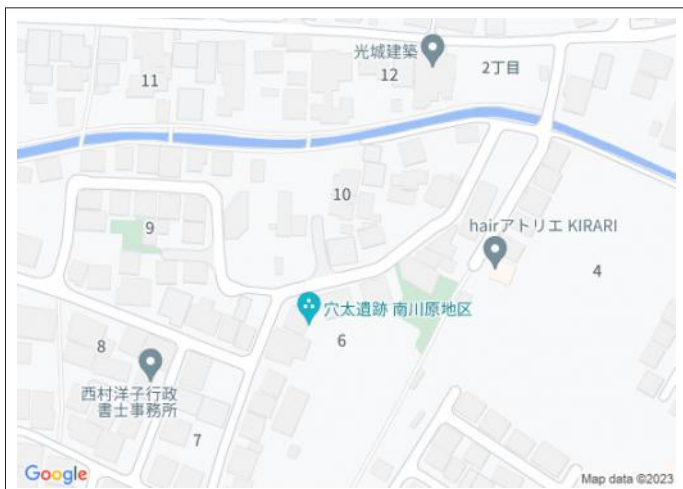 光城建築
2丁目
12
11
10
hairアトリエ KIRARI
9
4
穴太遺跡 南川原地区
6
8
西村洋子行政
書士事務所
7
Google
Map data ©2023